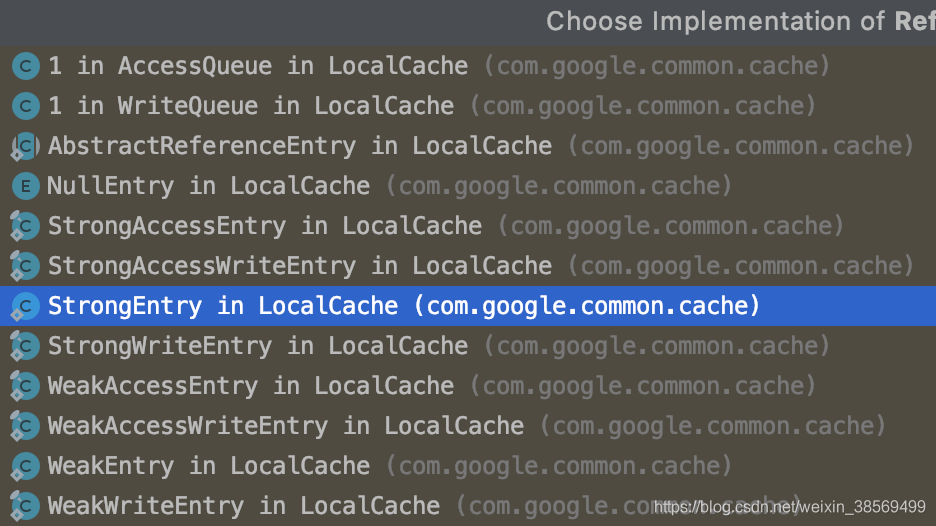 Choose Implementation of Ref
1 in AccessQueue in LocalCache (com.google.common.cache)
1 in WriteQueue in LocalCache (com.google.common.cache)
AbstractReferenceEntry in LocalCache (com.google.common.cache)
NullEntry in LocalCache (com.google.common.cache)
StrongAccessEntry in LocalCache (com.google.common.cache)
StrongAccessWriteEntry in LocalCache (com.google.common.cache)
StrongEntry in LocalCache (com.google.common.cache)
StrongWriteEntry in LocalCache (com.google.common.cache)
WeakAccessEntry in LocalCache (com.google.common.cache)
WeakAccessWriteEntry in LocalCache (com.google.common.cache)
WeakEntry in LocalCache (com.google.common.cache)
WeakWriteEntry in LocalCache (com.google.common.cache)
https://blog.csdn.net/weixin_38569499